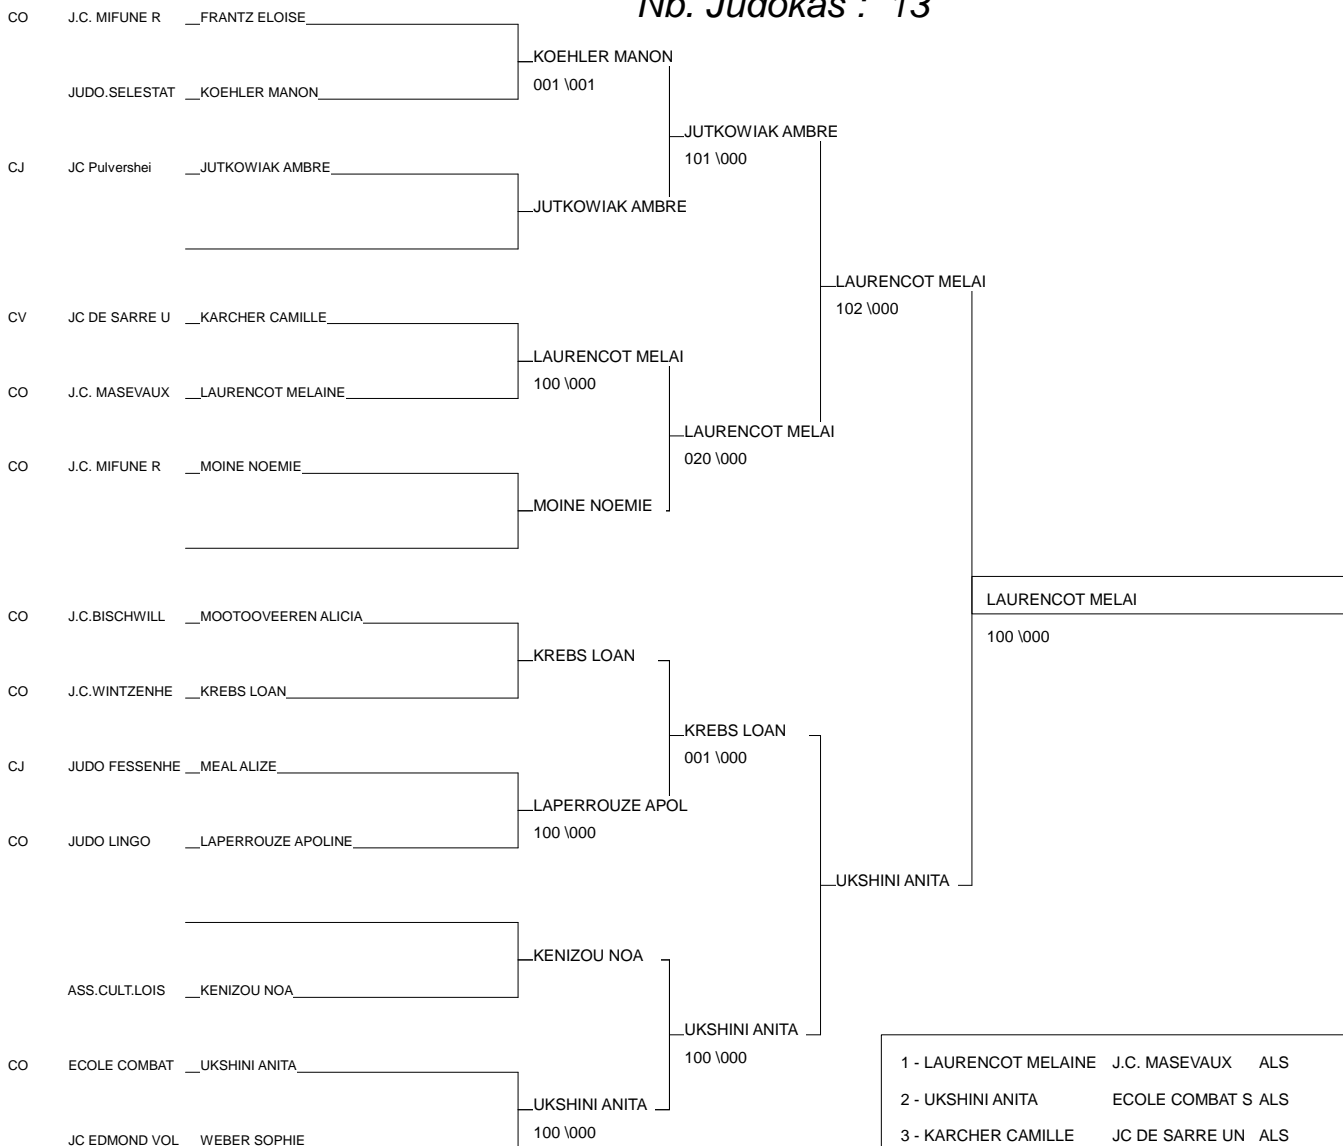 Nb. Judokas : 13
CO J.C. MIFUNE R FRANTZ ELOISE
KOEHLER MANON
001 \001
JUDO.SELESTAT KOEHLER MANON
JUTKOWIAK AMBRE
101 \000
CJ JC Pulvershei JUTKOWIAK AMBRE
JUTKOWIAK AMBRE
LAURENCOT MELAI
102 \000
CV JC DE SARRE U KARCHER CAMILLE
LAURENCOT MELAI
100 \000
CO J.C. MASEVAUX LAURENCOT MELAINE
LAURENCOT MELAI
020 \000
CO J.C. MIFUNE R MOINE NOEMIE
MOINE NOEMIE
LAURENCOT MELAI
100 \000
CO J.C.BISCHWILL MOOTOOVEEREN ALICIA
KREBS LOAN
CO J.C.WINTZENHE KREBS LOAN
KREBS LOAN
001 \000
CJ JUDO FESSENHE MEAL ALIZE
LAPERROUZE APOL
100 \000
CO JUDO LINGO LAPERROUZE APOLINE
UKSHINI ANITA
KENIZOU NOA
ASS.CULT.LOIS KENIZOU NOA
UKSHINI ANITA
100 \000
CO ECOLE COMBAT UKSHINI ANITA
UKSHINI ANITA
100 \000
JC EDMOND VOL WEBER SOPHIE
1 - LAURENCOT MELAINE J.C. MASEVAUX ALS
2 - UKSHINI ANITA ECOLE COMBAT S ALS
3 - KARCHER CAMILLE JC DE SARRE UN ALS